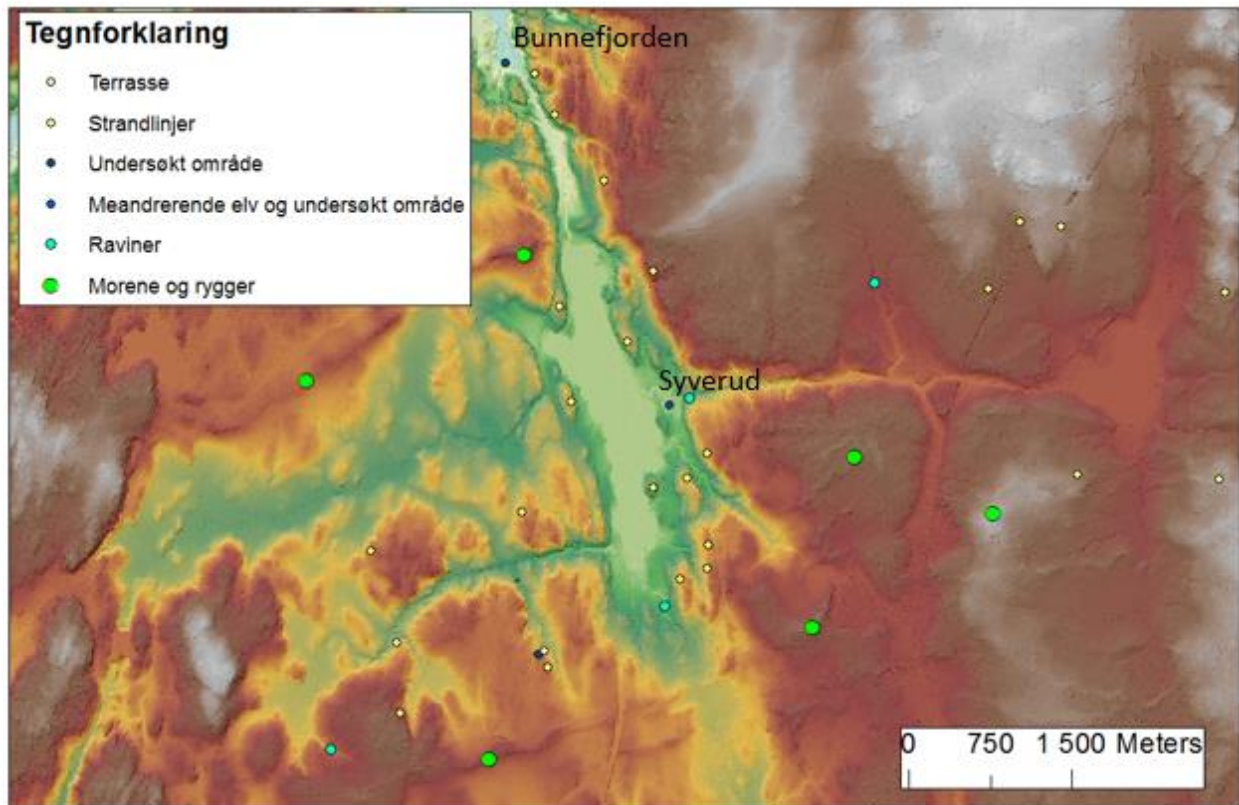 Tegnforklaring
Terrasse
Strandlinjer
Undersøkt område
Meandrerende elv og undersøkt område
Raviner
Morene og rygger
Bunnefjorden
Syverud
0 750 1 500 Meters